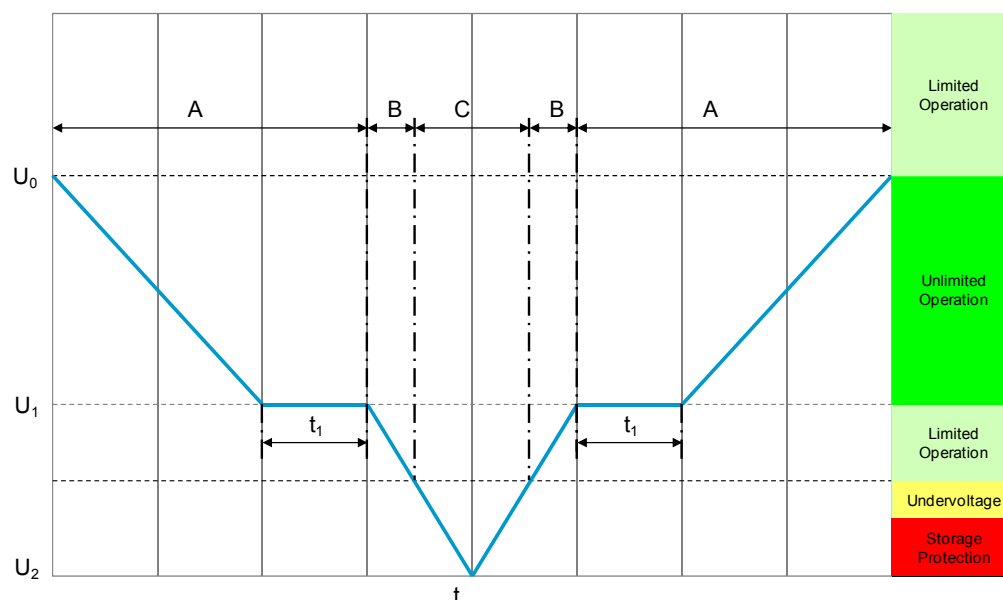 Limited
Operation
A
B
C
B
A
U₀
Unlimited
Operation
U₁
t₁
t₁
Limited
Operation
Undervoltage
Storage
Protection
U₂
t